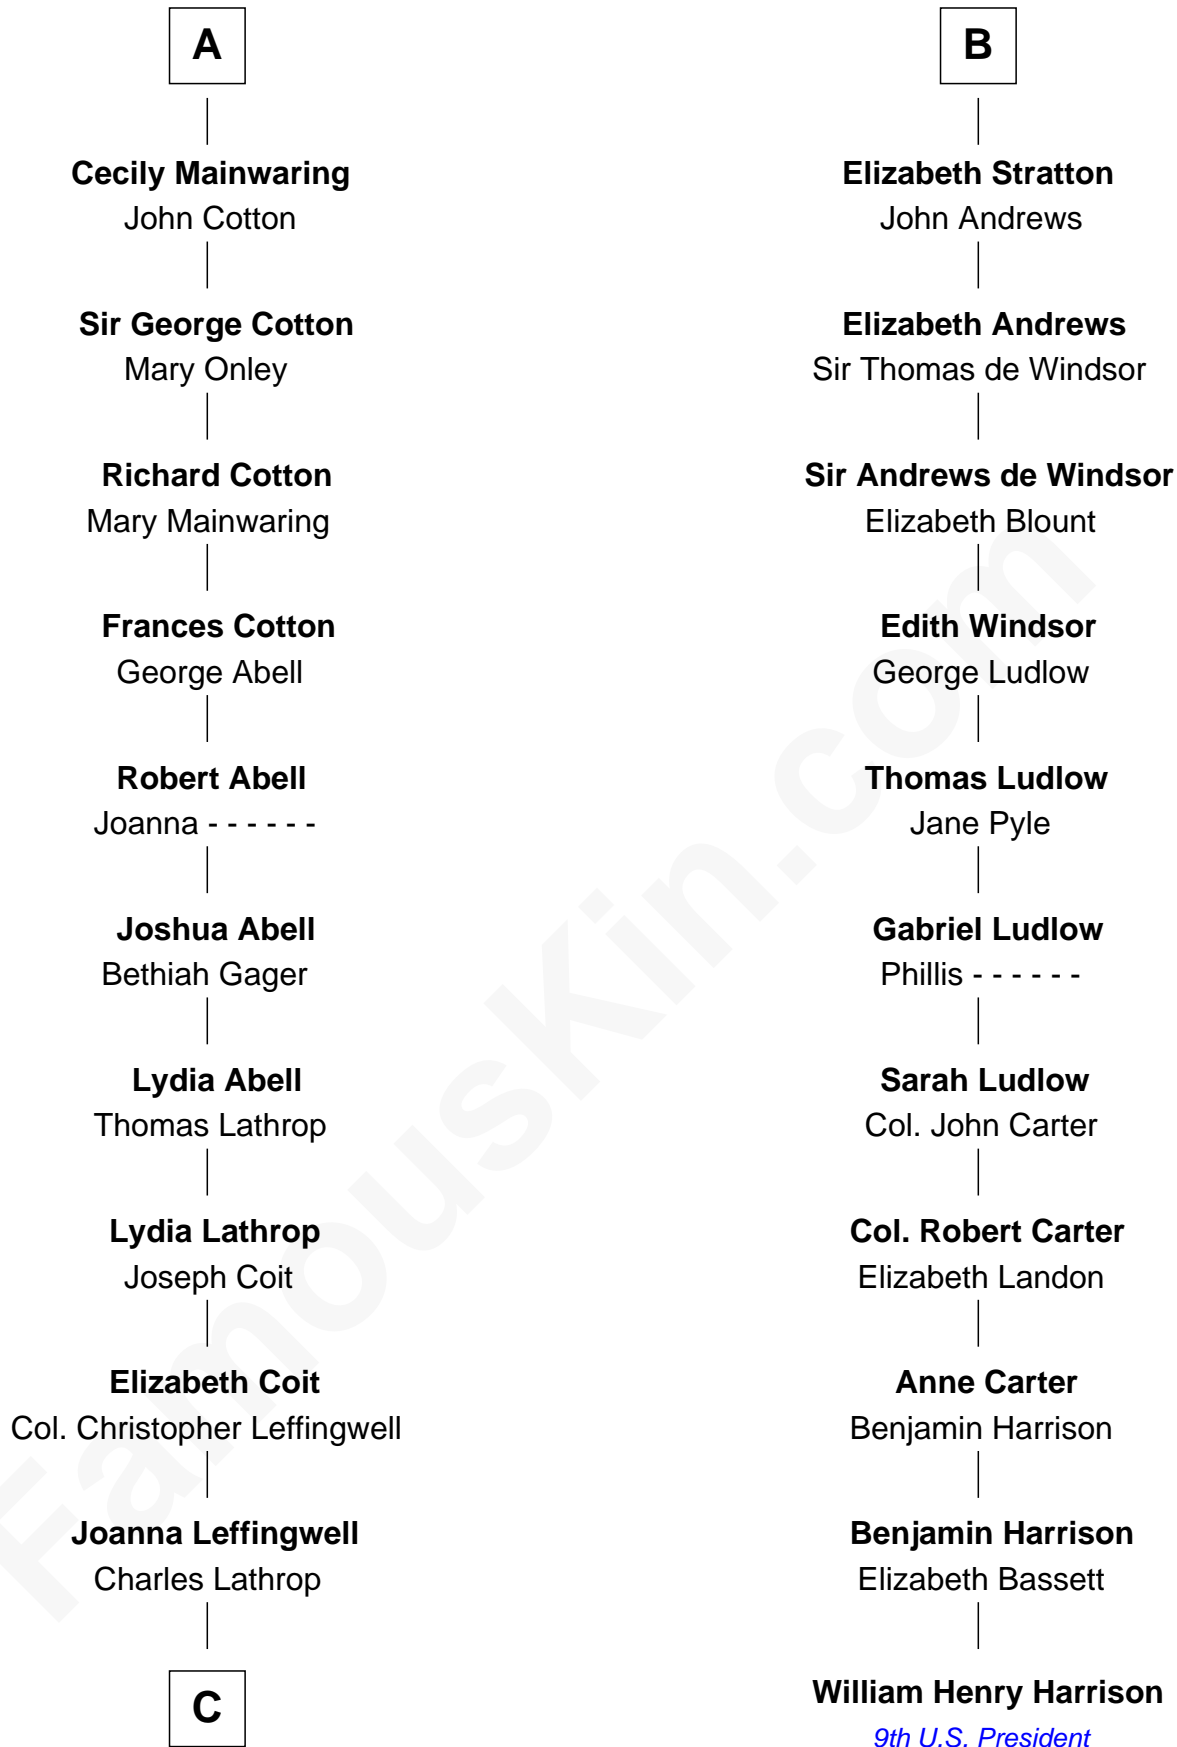 A
Cecily Mainwaring
John Cotton
Sir George Cotton
Mary Onley
Richard Cotton
Mary Mainwaring
Frances Cotton
George Abell
Robert Abell
Joanna - - - - - -
Joshua Abell
Bethiah Gager
Lydia Abell
Thomas Lathrop
Lydia Lathrop
Joseph Coit
Elizabeth Coit
Col. Christopher Leffingwell
Joanna Leffingwell
Charles Lathrop
C
B
Elizabeth Stratton
John Andrews
Elizabeth Andrews
Sir Thomas de Windsor
Sir Andrews de Windsor
Elizabeth Blount
Edith Windsor
George Ludlow
Thomas Ludlow
Jane Pyle
Gabriel Ludlow
Phillis - - - - - -
Sarah Ludlow
Col. John Carter
Col. Robert Carter
Elizabeth Landon
Anne Carter
Benjamin Harrison
Benjamin Harrison
Elizabeth Bassett
William Henry Harrison
9th U.S. President
FamousKin.com